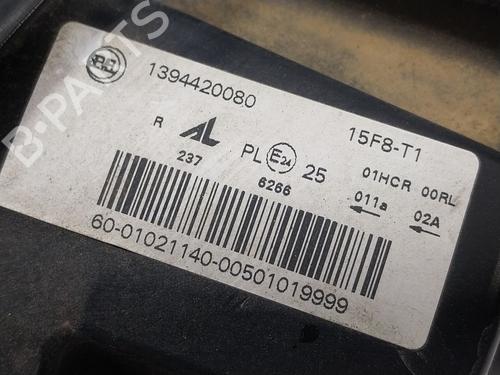 P.E.I.
1394420080
15F8-T1
R AL
237
PL E24 25
6266
01HCR 00RL
011a 02A
60-01021140-00501019999
B-PARTS